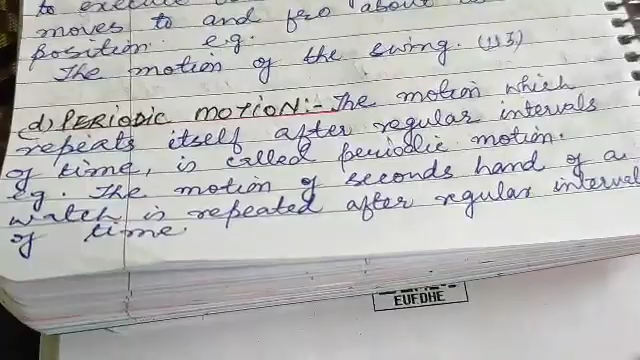 to execute
moves to and fro about
position. e.g.
The motion of the swing. (113)
(d) PERIODIC MOTION:- The motion which
repeats itself after regular intervals
of time, is called periodic motion.
e.g. The motion of seconds hand of a
watch is repeated after regular interval
of time.
EUFDHE